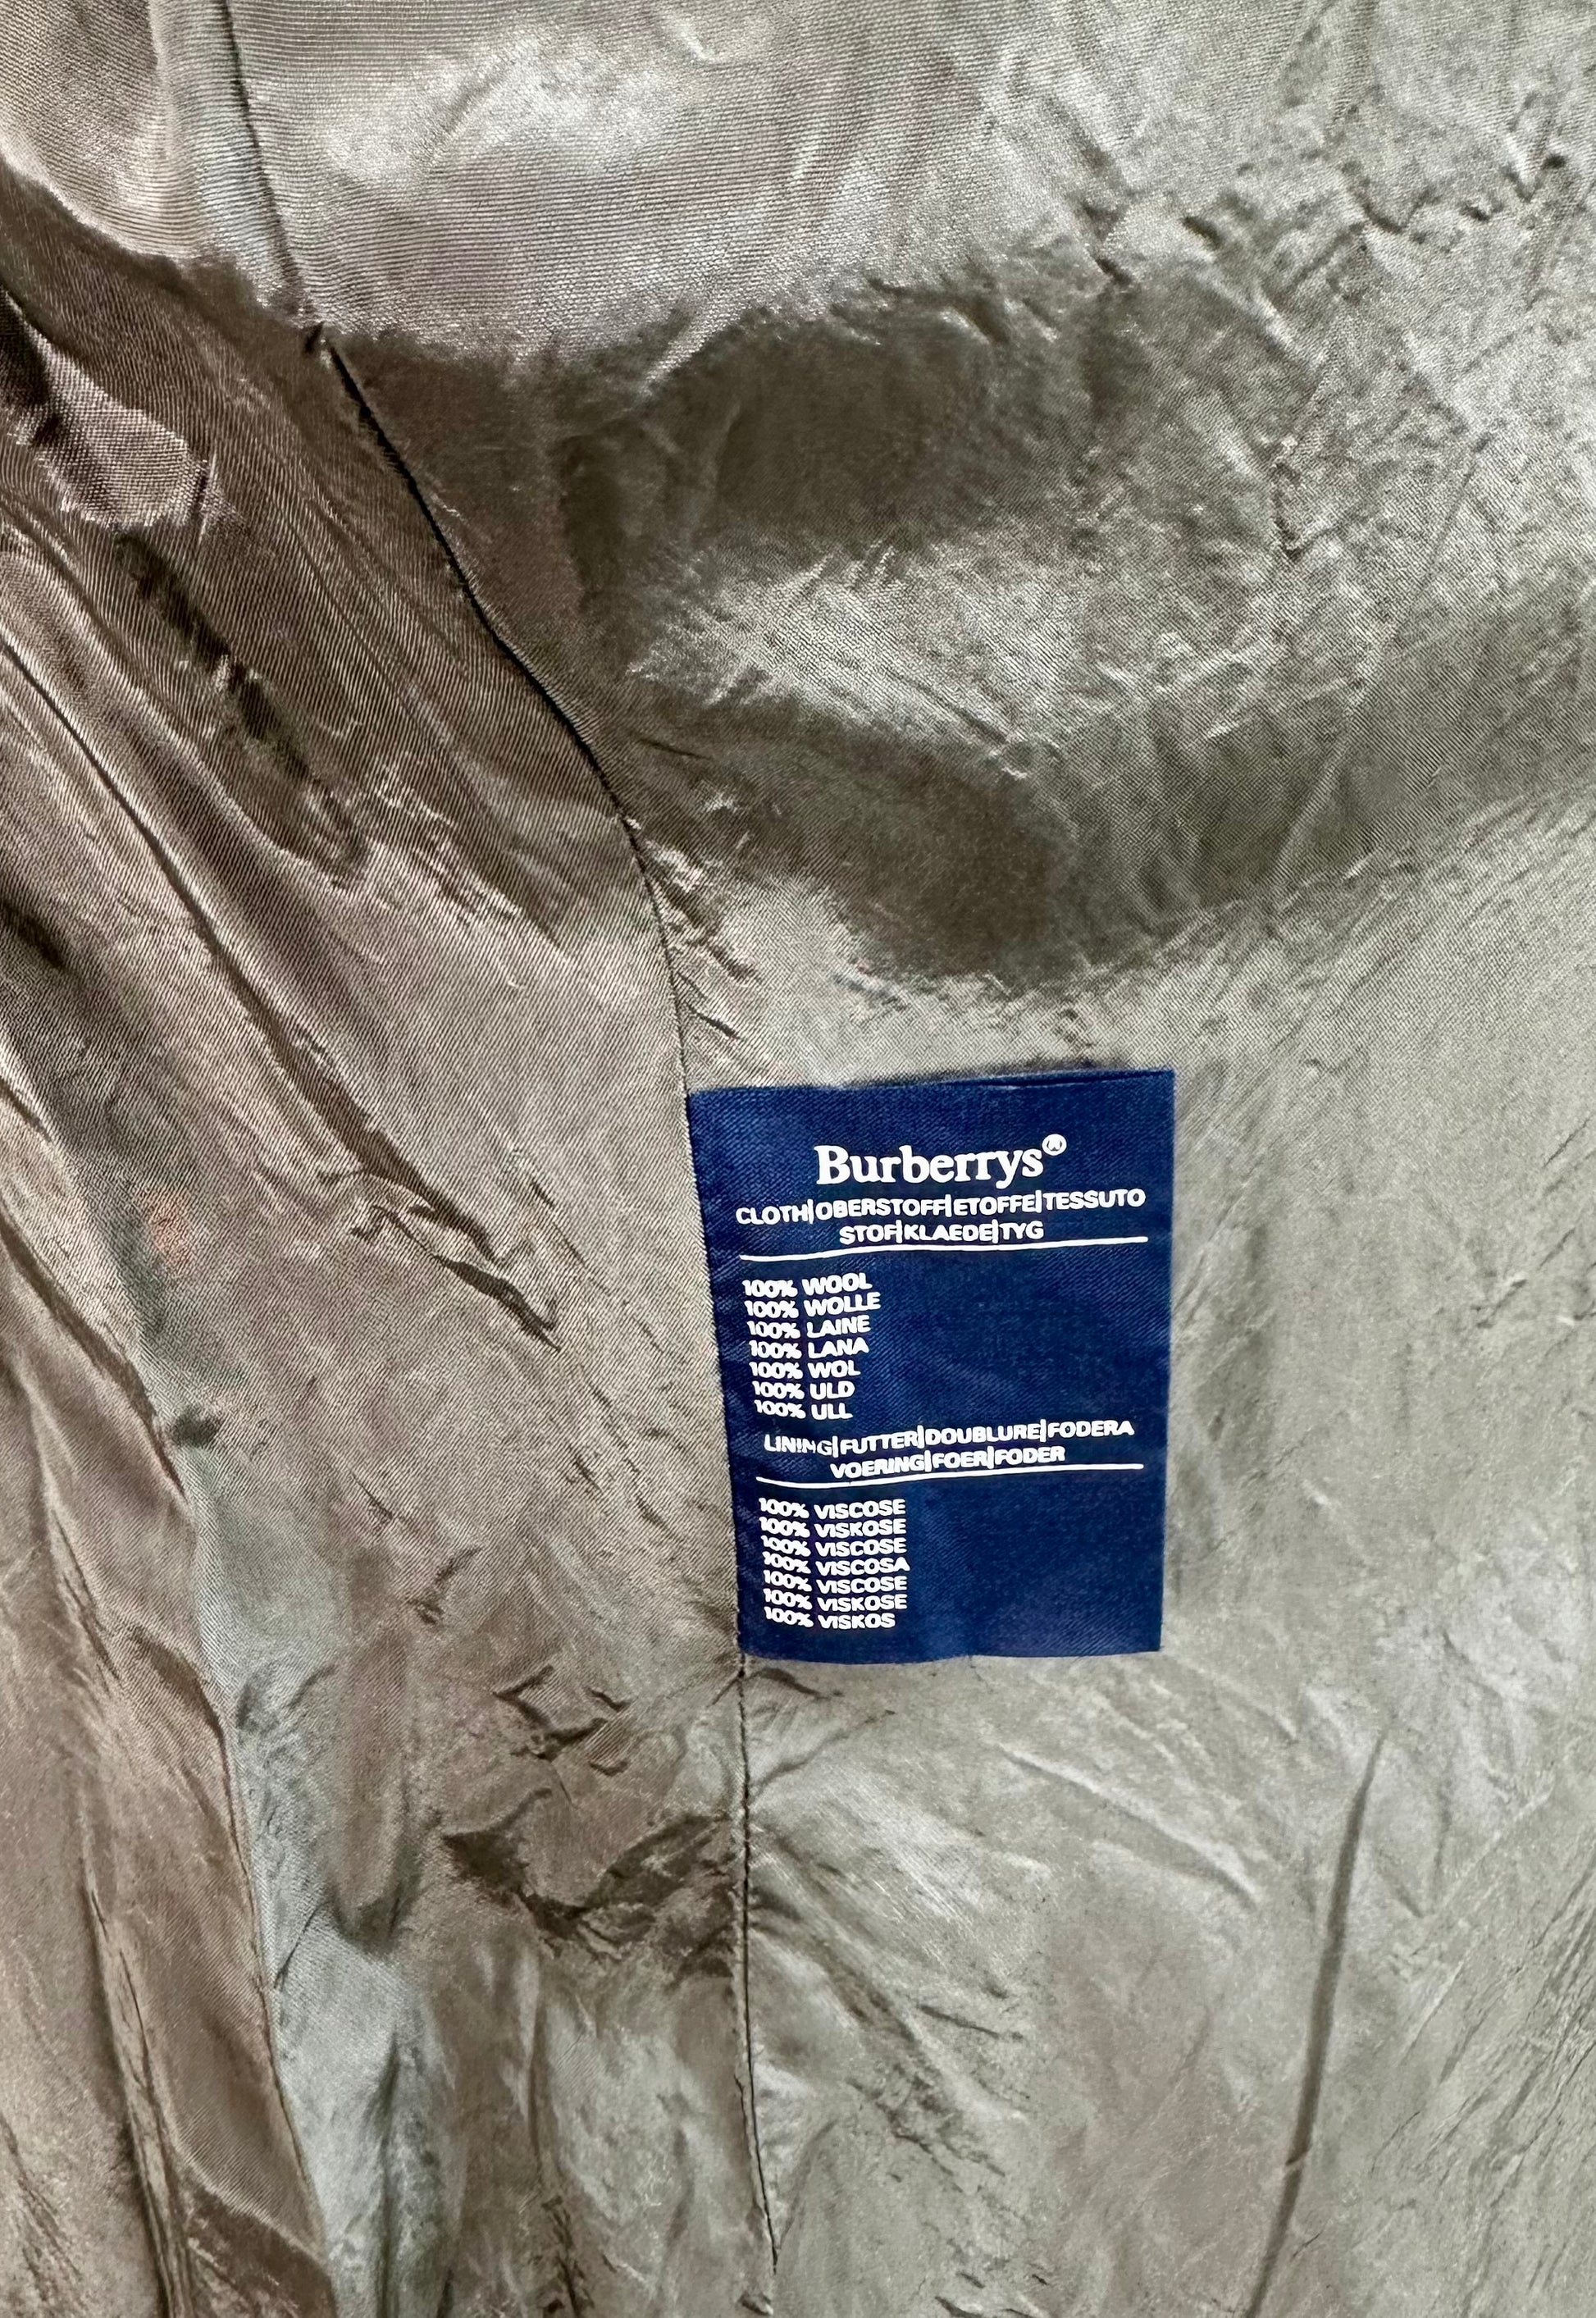 Burberrys®
CLOTH|OBERSTOFF|ETOFFE|TESSUTO
STOF|KLAEDE|TYG
100% WOOL
100% WOLLE
100% LAINE
100% LANA
100% WOL
100% ULD
100% ULL
LINING|FUTTER|DOUBLURE|FODERA
VOERING|FOER|FODER
100% VISCOSE
100% VISKOSE
100% VISCOSE
100% VISCOSA
100% VISCOSE
100% VISKOSE
100% VISKOS